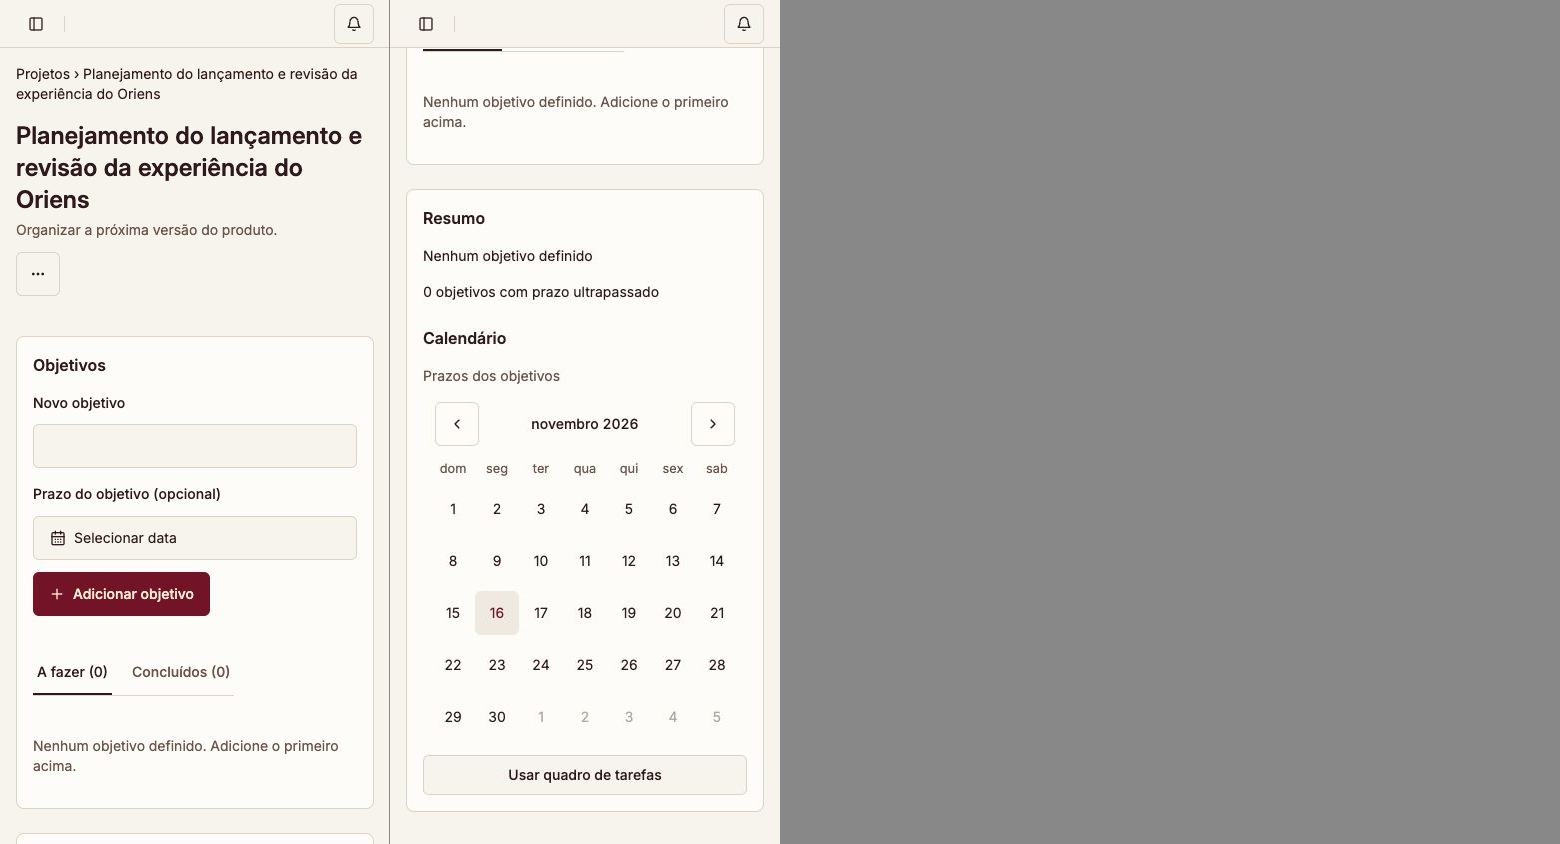 Projetos › Planejamento do lançamento e revisão da
experiência do Oriens
Planejamento do lançamento e
revisão da experiência do
Oriens
Organizar a próxima versão do produto.
...
Objetivos
Novo objetivo
Prazo do objetivo (opcional)
Selecionar data
+ Adicionar objetivo
A fazer (0) Concluídos (0)
Nenhum objetivo definido. Adicione o primeiro
acima.
Nenhum objetivo definido. Adicione o primeiro
acima.
Resumo
Nenhum objetivo definido
0 objetivos com prazo ultrapassado
Calendário
Prazos dos objetivos
novembro 2026
dom seg ter qua qui sex sab
1 2 3 4 5 6 7
8 9 10 11 12 13 14
15 16 17 18 19 20 21
22 23 24 25 26 27 28
29 30 1 2 3 4 5
Usar quadro de tarefas